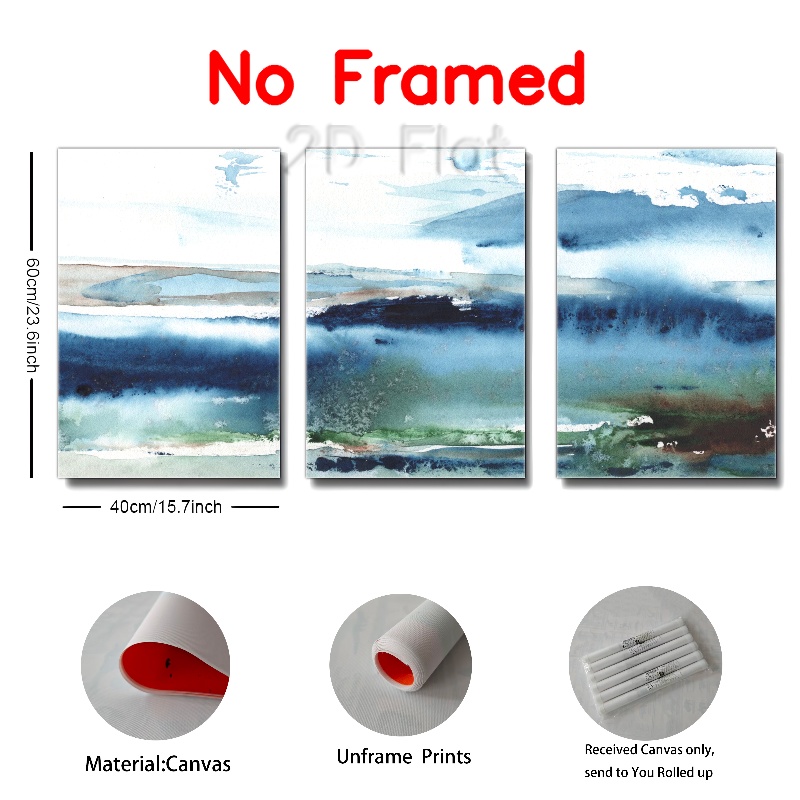 No Framed
2D Flat
60cm/23.6inch
40cm/15.7inch
Material:Canvas
Unframe Prints
Received Canvas only,
send to You Rolled up